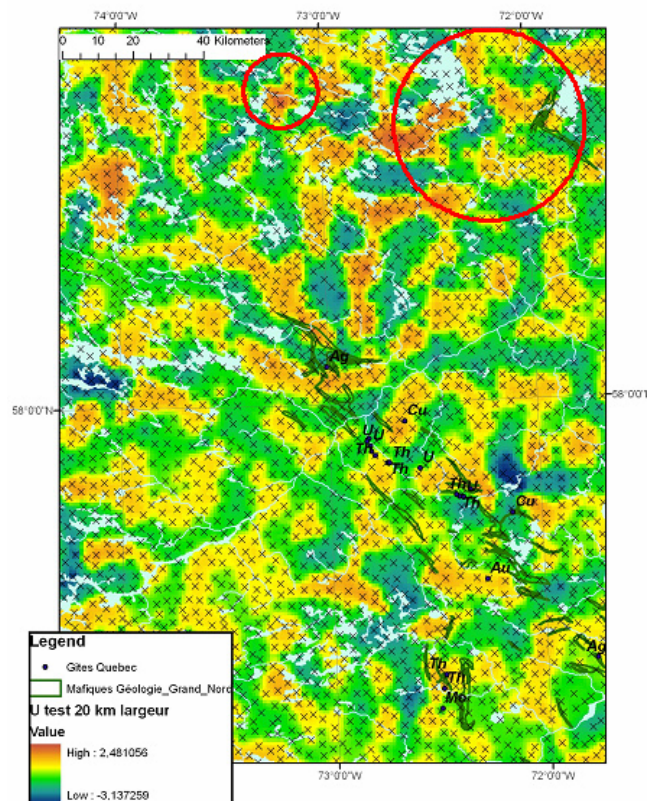 74°0'0"W 73°0'0"W 72°0'0"W
0 10 20 40 Kilometers
Ag
58°0'0"N 58°0'0"N
Cu
U U
Th Th U
Th
Th U
Th Cu
Au
Ag
Th
Th
Mo
Legend
Gîtes Quebec
Mafiques Géologie_Grand_Nord
U test 20 km largeur
Value
High : 2,481056
Low : -3,137259
73°0'0"W 72°0'0"W